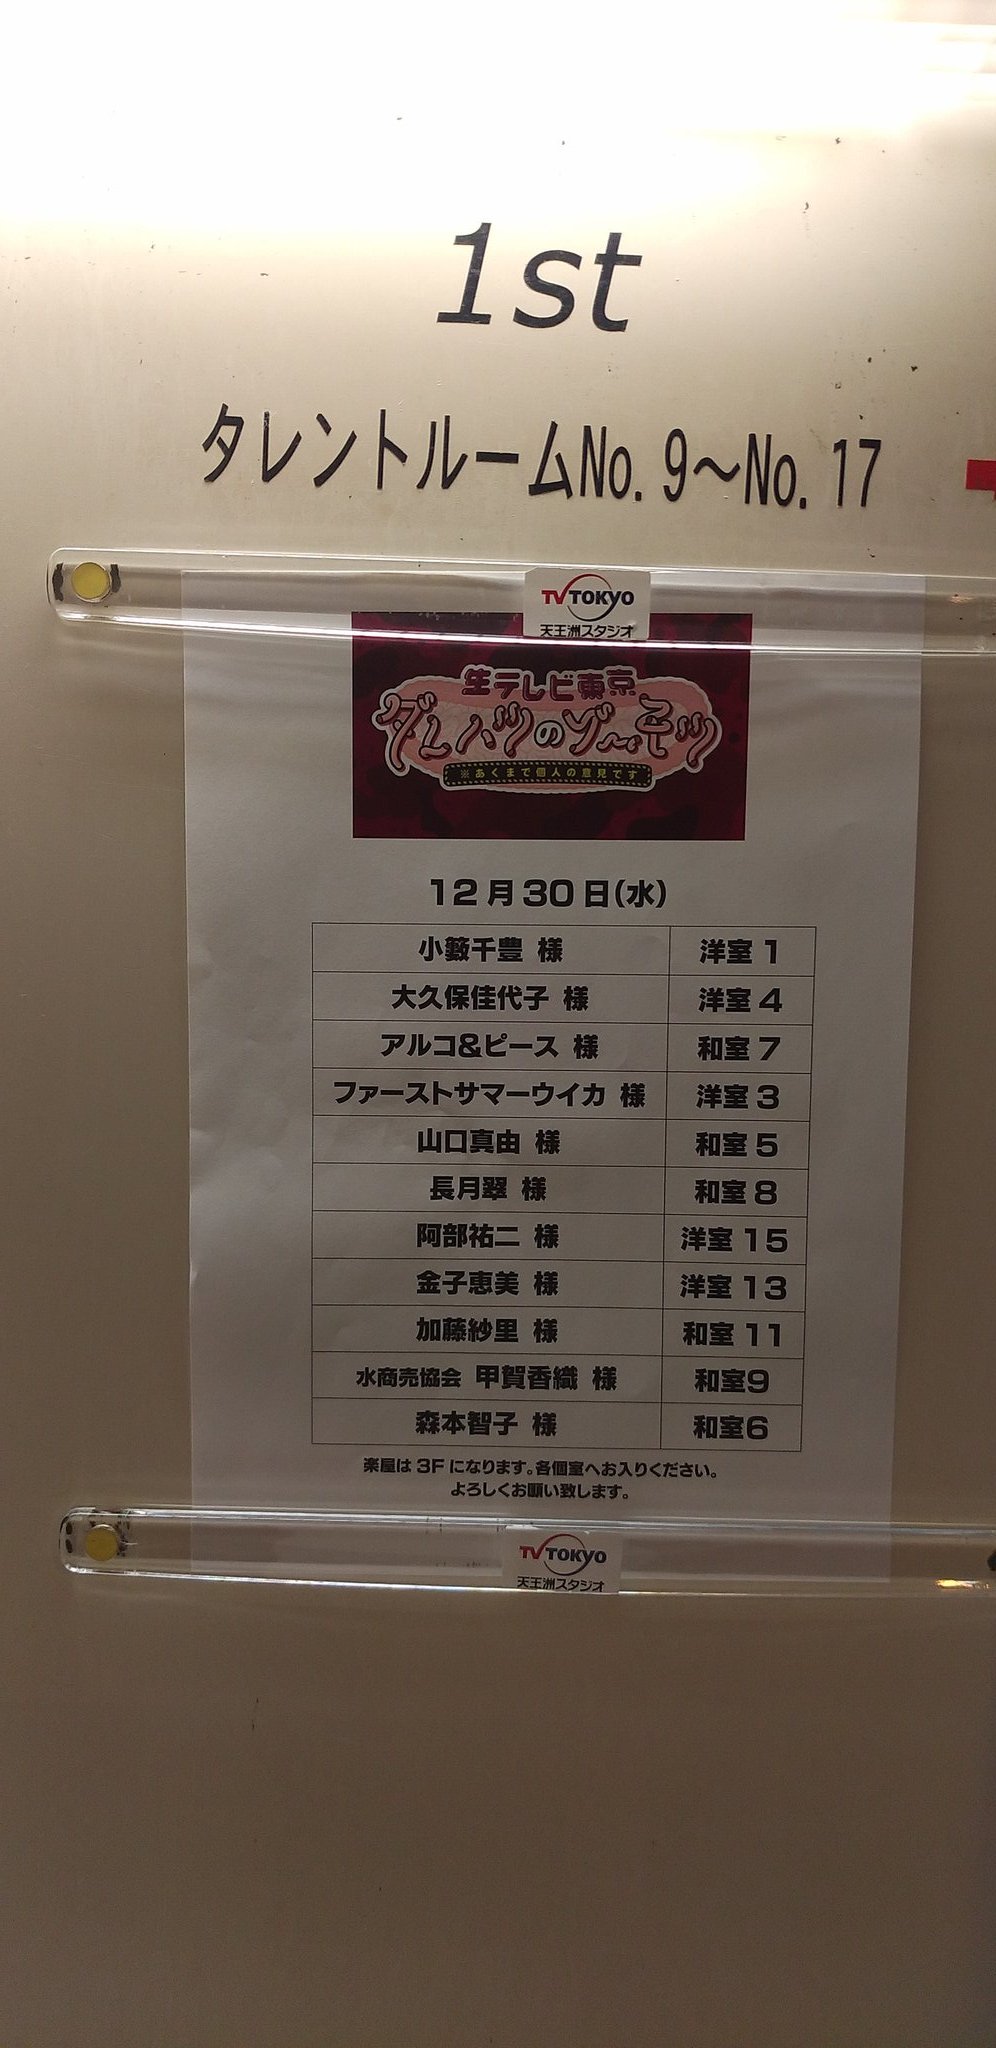 1st
タレントルームNo. 9～No. 17
TV TOKYO
天王洲スタジオ
生テレビ東京
ダレハツのゾーモツ
※あくまで個人の意見です
12月30日(水)
小籔千豊 様 洋室 1
大久保佳代子 様 洋室 4
アルコ&ピース 様 和室 7
ファーストサマーウイカ 様 洋室 3
山口真由 様 和室 5
長月翠 様 和室 8
阿部祐二 様 洋室 15
金子恵美 様 洋室 13
加藤紗里 様 和室 11
水商売協会 甲賀香織 様 和室9
森本智子 様 和室6
楽屋は 3F になります。各個室へお入りください。
よろしくお願い致します。
TV TOKYO
天王洲スタジオ